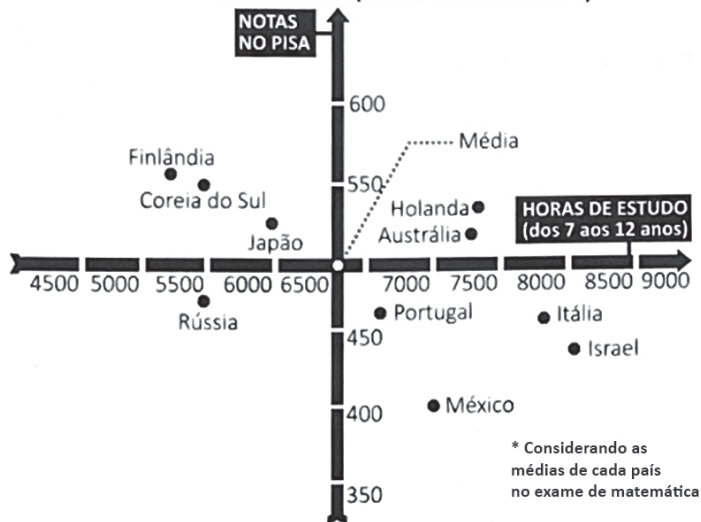 NOTAS
NO PISA
600
Média
Finlândia
550
Coreia do Sul
Holanda
HORAS DE ESTUDO
(dos 7 aos 12 anos)
Austrália
Japão
4500 5000 5500 6000 6500 7000 7500 8000 8500 9000
Rússia
Portugal
Itália
450
Israel
400
México
* Considerando as
médias de cada país
no exame de matemática
350